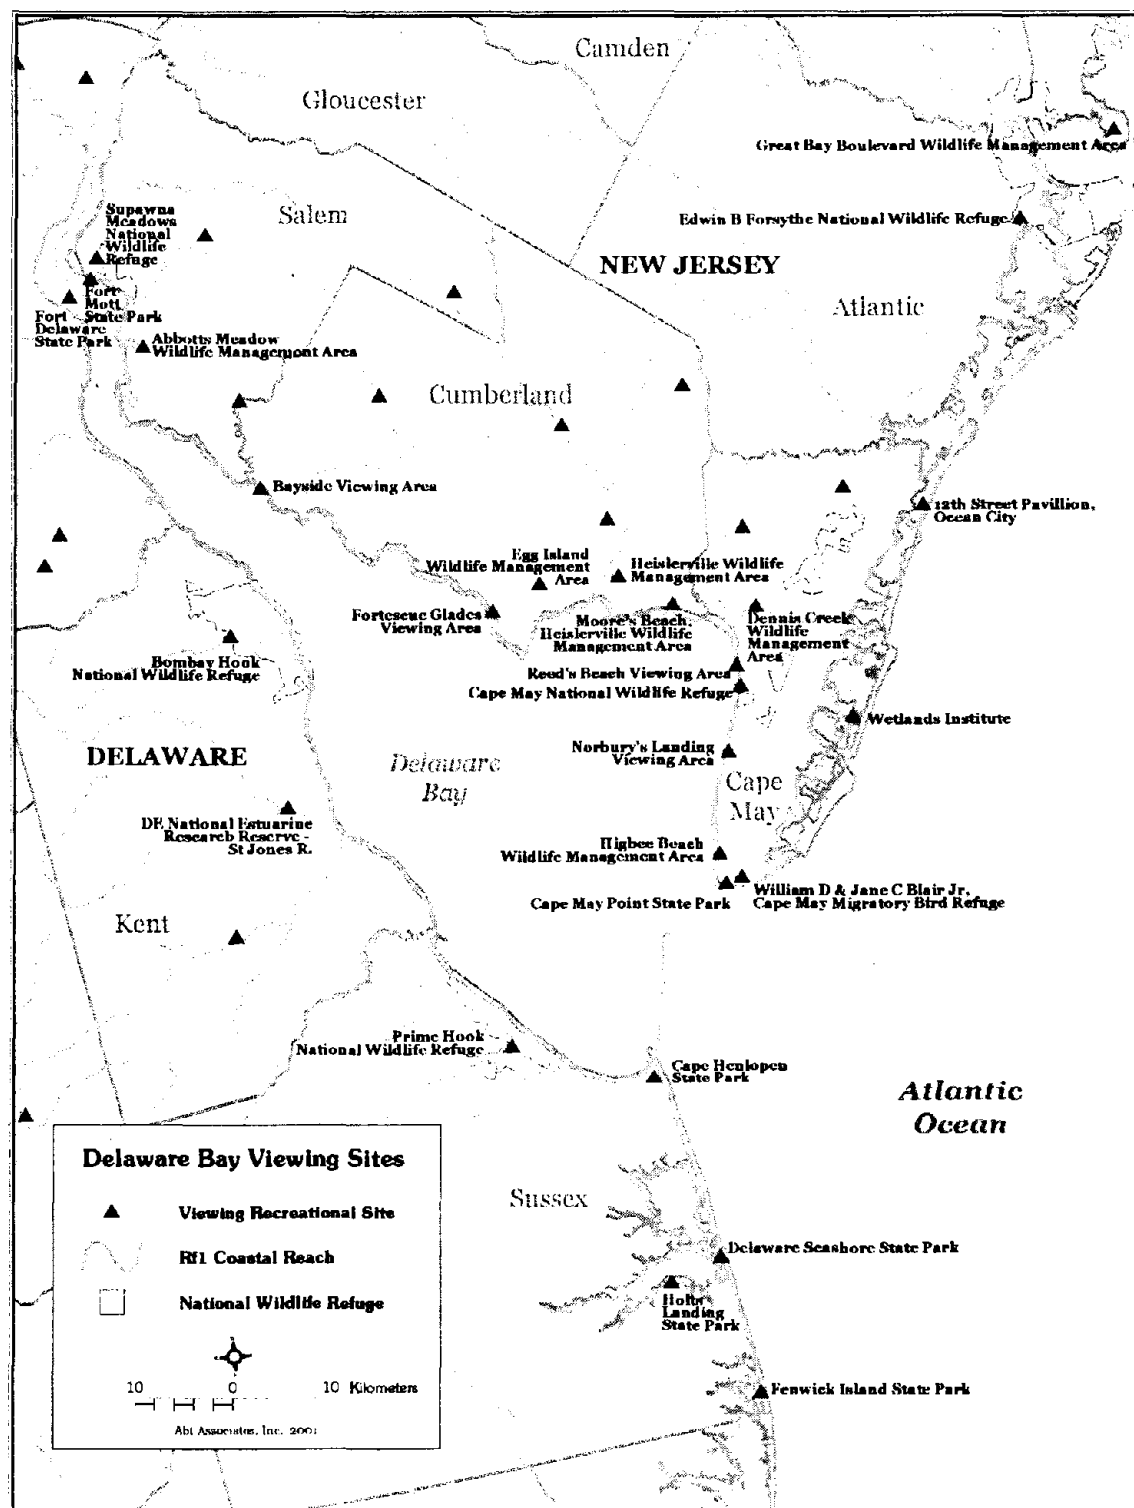 Camden
Gloucester
Great Bay Boulevard Wildlife Management Area
Supawna
Meadows
National
Wildlife
Refuge
Salem
Edwin B Forsythe National Wildlife Refuge
NEW JERSEY
Fort
Mott
State Park
Fort
Delaware
State Park
Atlantic
Abbotts Meadow
Wildlife Management Area
Cumberland
Bayside Viewing Area
12th Street Pavillion,
Ocean City
Egg Island
Wildlife Management
Area
Heislerville Wildlife
Management Area
Fortescue Glades
Viewing Area
Moore's Beach,
Heislerville Wildlife
Management Area
Dennis Creek
Wildlife
Management
Area
Bombay Hook
National Wildlife Refuge
Reed's Beach Viewing Area
Cape May National Wildlife Refuge
Wetlands Institute
DELAWARE
Delaware
Bay
Norbury's Landing
Viewing Area
Cape
May
DE National Estuarine
Research Reserve -
St Jones R.
Higbee Beach
Wildlife Management Area
Cape May Point State Park
William D & Jane C Blair Jr.
Cape May Migratory Bird Refuge
Kent
Prime Hook
National Wildlife Refuge
Cape Henlopen
State Park
Atlantic
Ocean
Delaware Bay Viewing Sites
Viewing Recreational Site
Rf1 Coastal Reach
National Wildlife Refuge
10 0 10 Kilometers
Abt Associates, Inc. 2001
Sussex
Delaware Seashore State Park
Holts
Landing
State Park
Fenwick Island State Park